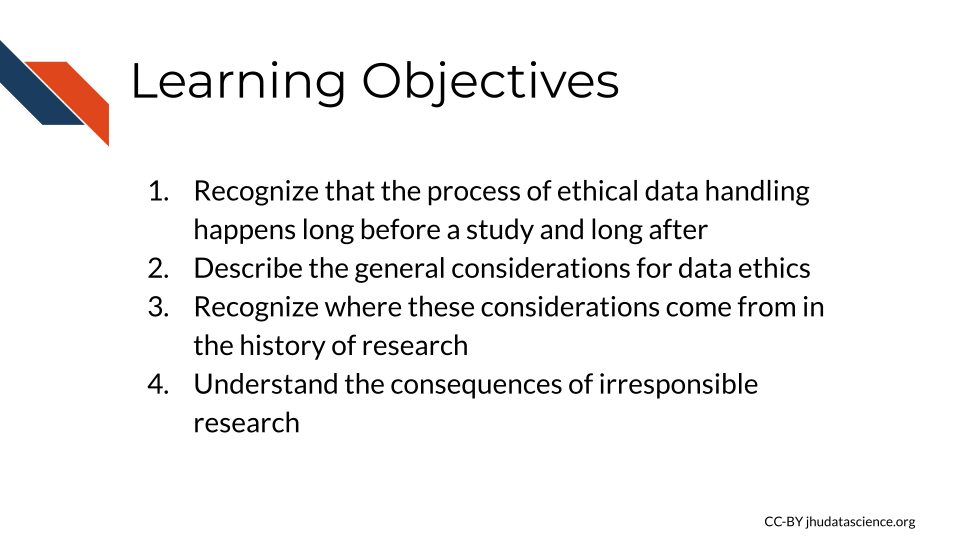 Learning Objectives
1. Recognize that the process of ethical data handling
happens long before a study and long after
2. Describe the general considerations for data ethics
3. Recognize where these considerations come from in
the history of research
4. Understand the consequences of irresponsible
research
CC-BY jhudatascience.org